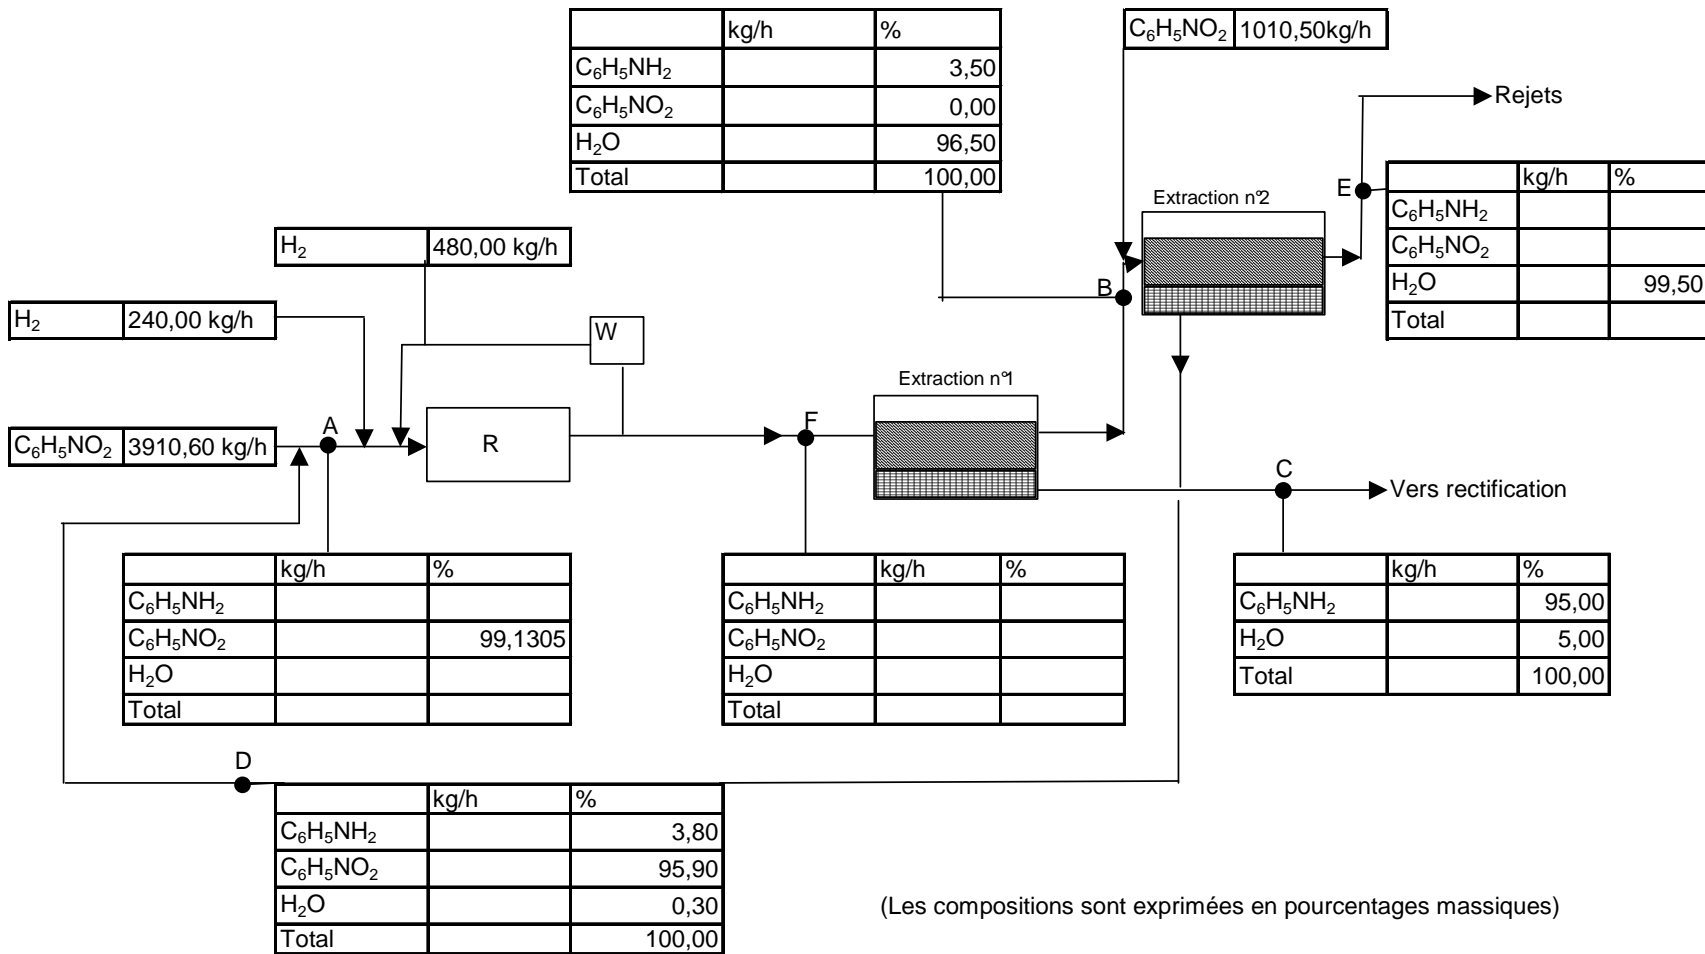 kg/h %
C₆H₅NH₂ 3,50
C₆H₅NO₂ 0,00
H₂O 96,50
Total 100,00
C₆H₅NO₂ 1010,50kg/h
Rejets
E
kg/h %
C₆H₅NH₂
C₆H₅NO₂
H₂O 99,50
Total
Extraction n°2
B
H₂ 480,00 kg/h
H₂ 240,00 kg/h
W
Extraction n°1
C₆H₅NO₂ 3910,60 kg/h
A
R
F
C
Vers rectification
kg/h %
C₆H₅NH₂
C₆H₅NO₂ 99,1305
H₂O
Total
kg/h %
C₆H₅NH₂
C₆H₅NO₂
H₂O
Total
kg/h %
C₆H₅NH₂ 95,00
H₂O 5,00
Total 100,00
D
kg/h %
C₆H₅NH₂ 3,80
C₆H₅NO₂ 95,90
H₂O 0,30
Total 100,00
(Les compositions sont exprimées en pourcentages massiques)